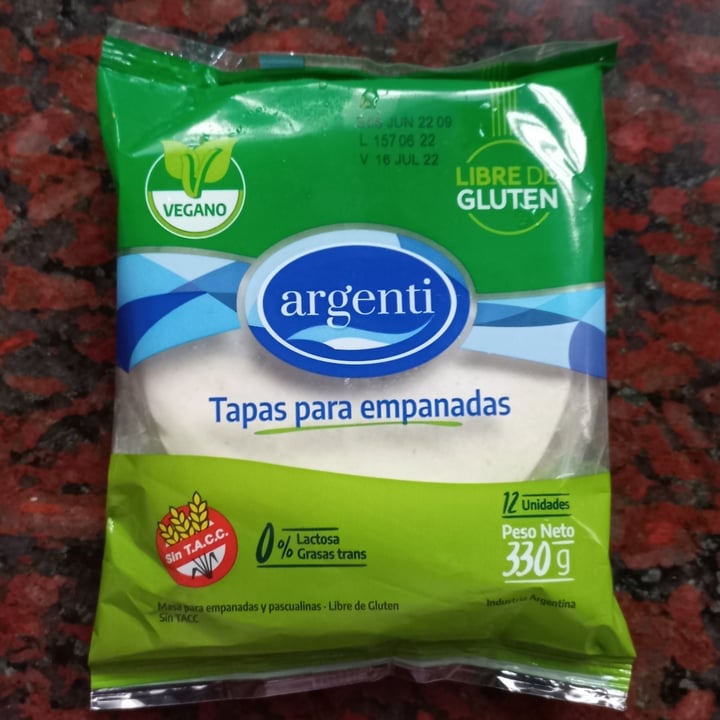 JUN 22 09
L 157 06 22
V 16 JUL 22
VEGANO
LIBRE DE
GLUTEN
argenti
Tapas para empanadas
12 Unidades
Sin T.A.C.C.
0% Lactosa
Grasas trans
Peso Neto
330 g
Masa para empanadas y pascualinas - Libre de Gluten
Sin TACC
Industria Argentina